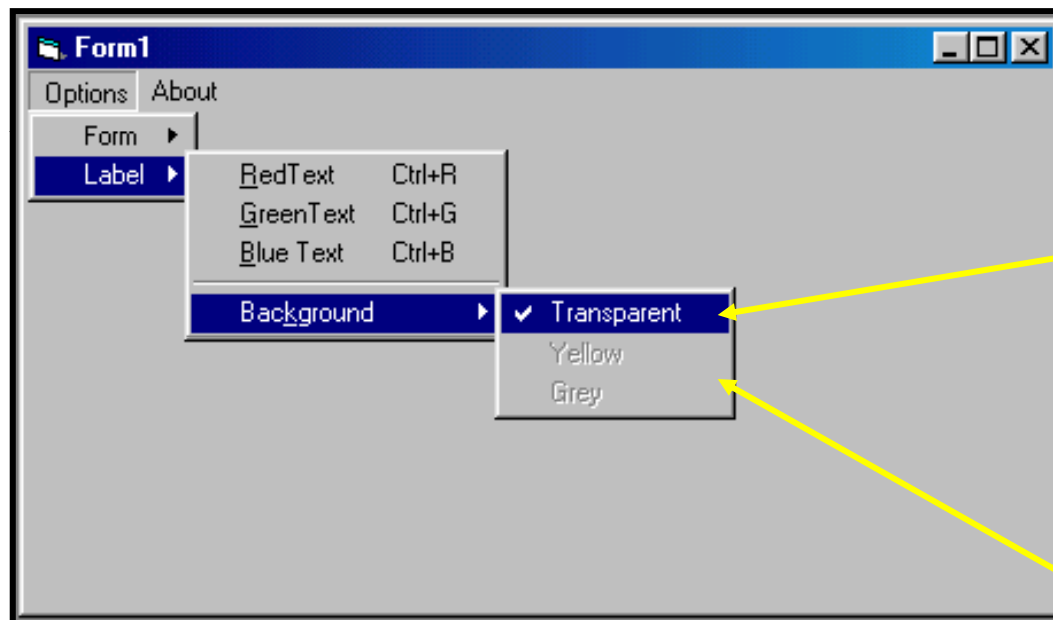 Form1
Options About
Form
Label
RedText Ctrl+R
GreenText Ctrl+G
Blue Text Ctrl+B
Background
Transparent
Yellow
Grey